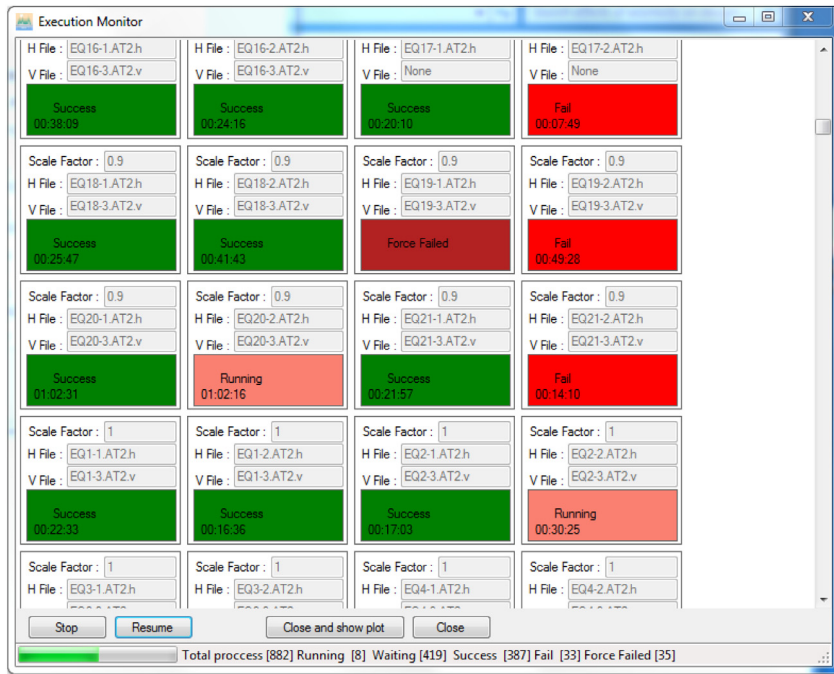 Execution Monitor
H File : EQ16-1.AT2.h H File : EQ16-2.AT2.h H File : EQ17-1.AT2.h H File : EQ17-2.AT2.h
V File : EQ16-3.AT2.v V File : EQ16-3.AT2.v V File : None V File : None
Success Success Success Fail
00:38:09 00:24:16 00:20:10 00:07:49
Scale Factor : 0.9 Scale Factor : 0.9 Scale Factor : 0.9 Scale Factor : 0.9
H File : EQ18-1.AT2.h H File : EQ18-2.AT2.h H File : EQ19-1.AT2.h H File : EQ19-2.AT2.h
V File : EQ18-3.AT2.v V File : EQ18-3.AT2.v V File : EQ19-3.AT2.v V File : EQ19-3.AT2.v
Success Success Force Failed Fail
00:25:47 00:41:43 00:49:28
Scale Factor : 0.9 Scale Factor : 0.9 Scale Factor : 0.9 Scale Factor : 0.9
H File : EQ20-1.AT2.h H File : EQ20-2.AT2.h H File : EQ21-1.AT2.h H File : EQ21-2.AT2.h
V File : EQ20-3.AT2.v V File : EQ20-3.AT2.v V File : EQ21-3.AT2.v V File : EQ21-3.AT2.v
Success Running Success Fail
01:02:31 01:02:16 00:21:57 00:14:10
Scale Factor : 1 Scale Factor : 1 Scale Factor : 1 Scale Factor : 1
H File : EQ1-1.AT2.h H File : EQ1-2.AT2.h H File : EQ2-1.AT2.h H File : EQ2-2.AT2.h
V File : EQ1-3.AT2.v V File : EQ1-3.AT2.v V File : EQ2-3.AT2.v V File : EQ2-3.AT2.v
Success Success Success Running
00:22:33 00:16:36 00:17:03 00:30:25
Scale Factor : 1 Scale Factor : 1 Scale Factor : 1 Scale Factor : 1
H File : EQ3-1.AT2.h H File : EQ3-2.AT2.h H File : EQ4-1.AT2.h H File : EQ4-2.AT2.h
Stop Resume Close and show plot Close
Total proccess [882] Running [8] Waiting [419] Success [387] Fail [33] Force Failed [35]